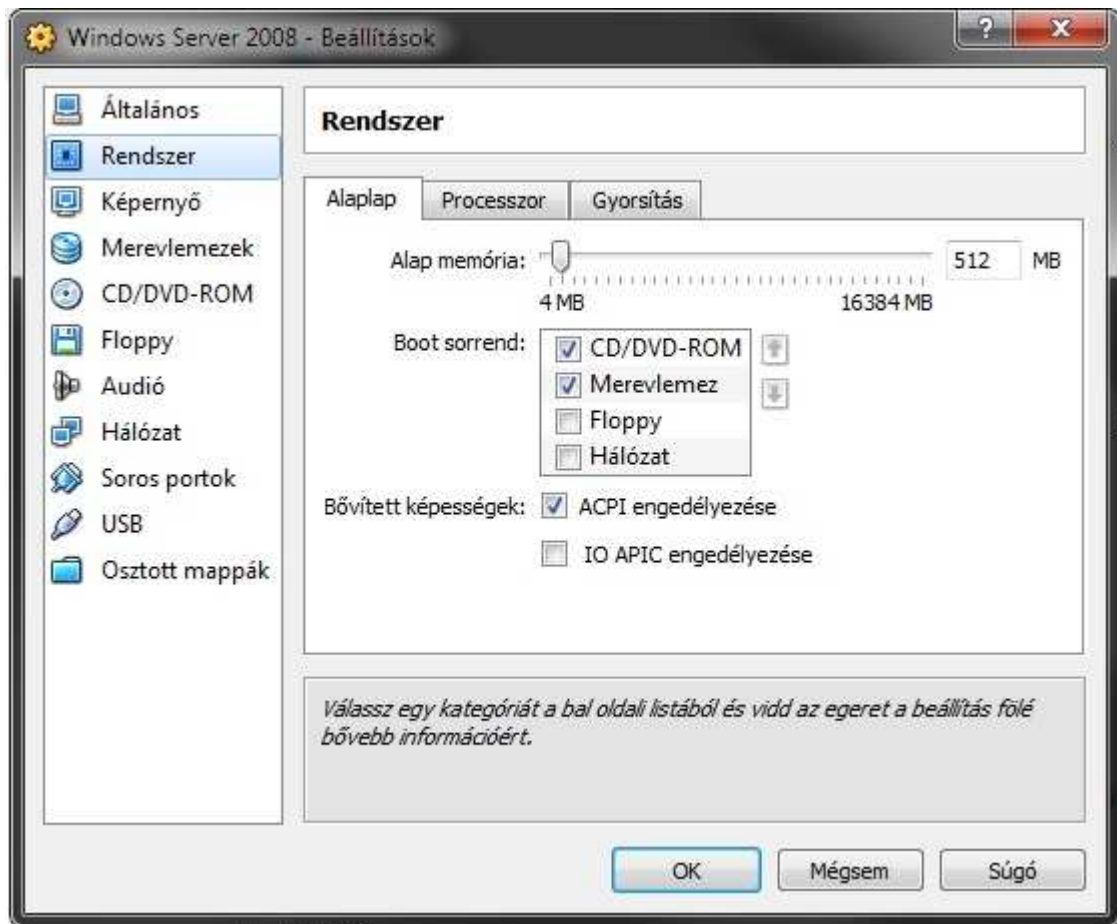 Windows Server 2008 - Beállítások
?
X
Általános
Rendszer
Képernyő
Merevlemezek
CD/DVD-ROM
Floppy
Audió
Hálózat
Soros portok
USB
Osztott mappák
Rendszer
Alaplap Processzor Gyorsítás
Alap memória: 512 MB
4 MB 16384 MB
Boot sorrend: CD/DVD-ROM
Merevlemez
Floppy
Hálózat
Bővített képességek: ACPI engedélyezése
IO APIC engedélyezése
Válassz egy kategóriát a bal oldali listából és vidd az egeret a beállítás fölé
bővebb információért.
OK Mégsem Súgó